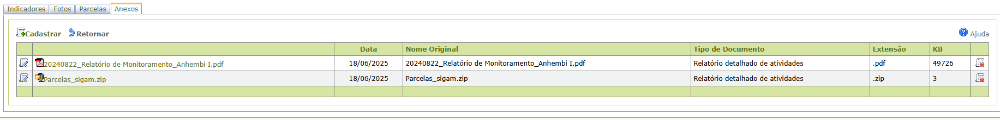 Indicadores Fotos Parcelas Anexos
Cadastrar Retornar Ajuda
Data Nome Original Tipo de Documento Extensão KB
20240822_Relatório de Monitoramento_Anhembi I.pdf 18/06/2025 20240822_Relatório de Monitoramento_Anhembi I.pdf Relatório detalhado de atividades .pdf 49726
Parcelas_sigam.zip 18/06/2025 Parcelas_sigam.zip Relatório detalhado de atividades .zip 3